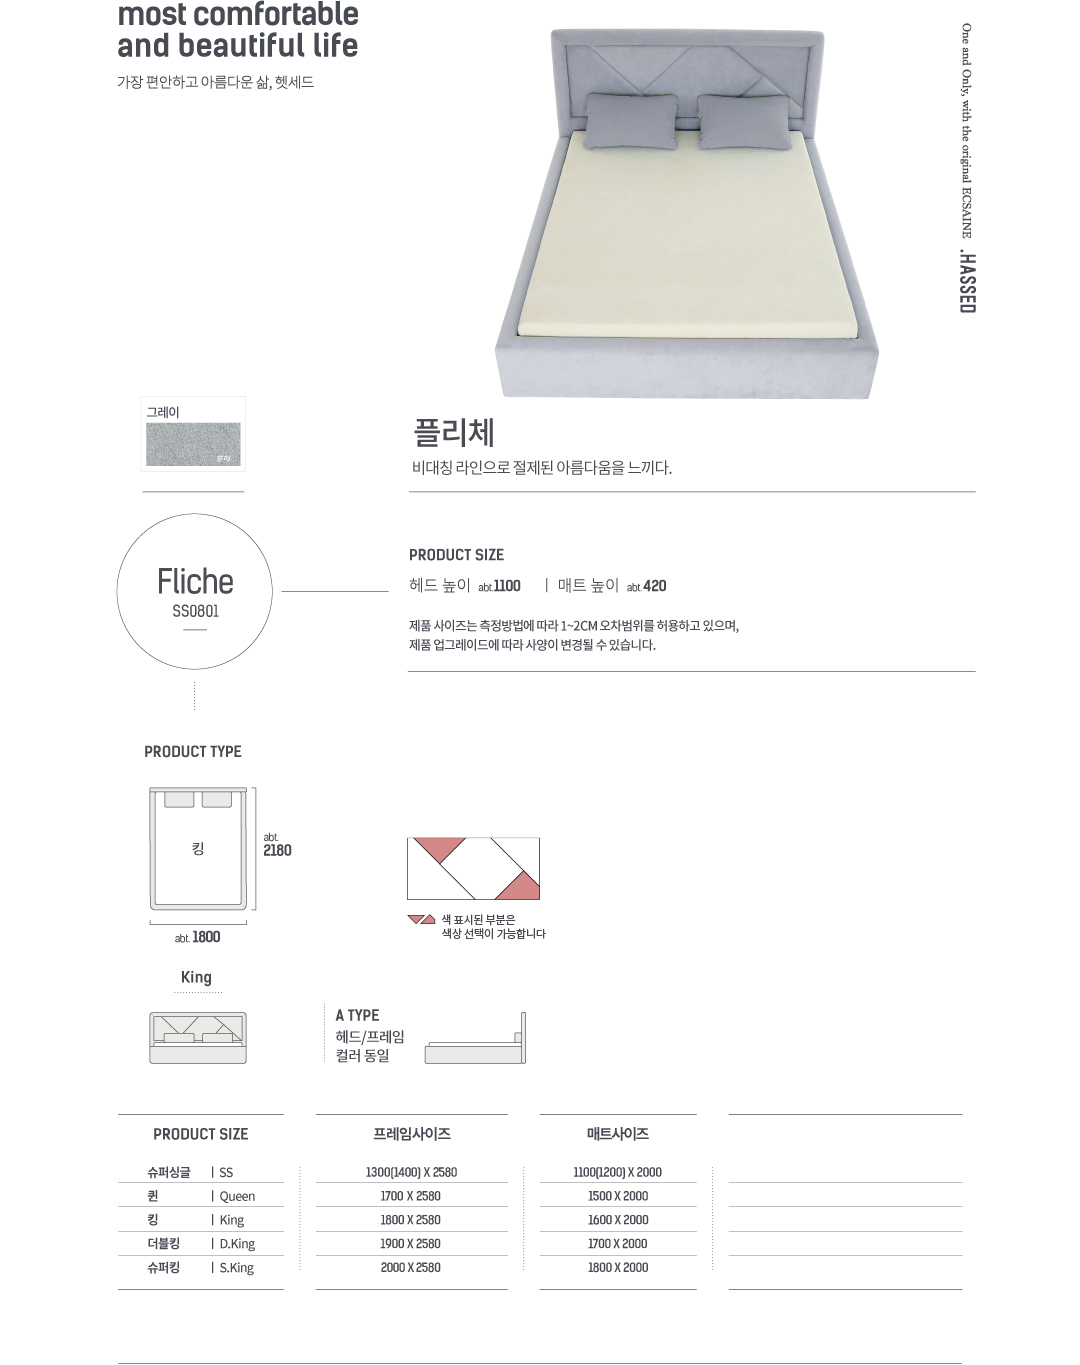 most comfortable
and beautiful life
가장 편안하고 아름다운 삶, 헷세드
One and Only, with the original ECSAINE .HASSED
그레이
gray
플리체
비대칭 라인으로 절제된 아름다움을 느끼다.
Fliche
SS0801
PRODUCT SIZE
헤드 높이 abt.1100 | 매트 높이 abt.420
제품 사이즈는 측정방법에 따라 1~2CM 오차범위를 허용하고 있으며,
제품 업그레이드에 따라 사양이 변경될 수 있습니다.
PRODUCT TYPE
킹
abt.
2180
abt. 1800
색 표시된 부분은
색상 선택이 가능합니다
King
A TYPE
헤드/프레임
컬러 동일
PRODUCT SIZE 프레임사이즈 매트사이즈
슈퍼싱글 | SS 1300(1400) X 2580 1100(1200) X 2000
퀸 | Queen 1700 X 2580 1500 X 2000
킹 | King 1800 X 2580 1600 X 2000
더블킹 | D.King 1900 X 2580 1700 X 2000
슈퍼킹 | S.King 2000 X 2580 1800 X 2000